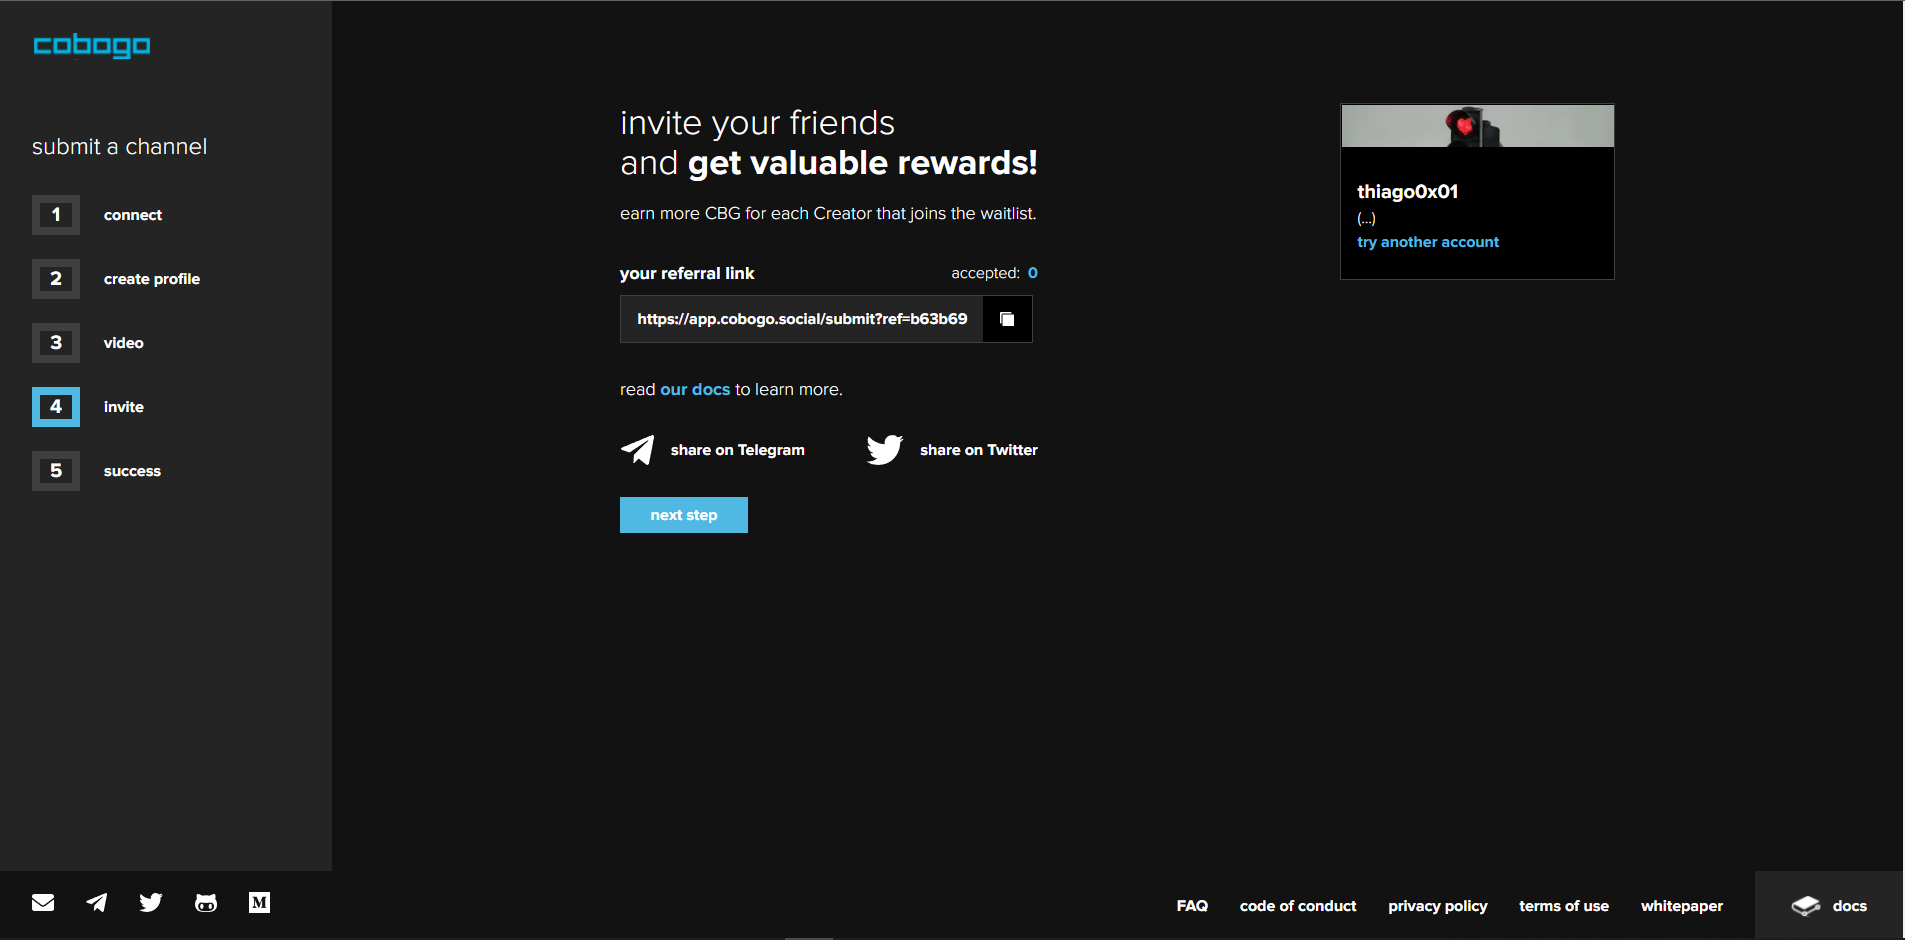 cobogo
submit a channel
1 connect
2 create profile
3 video
4 invite
5 success
invite your friends
and get valuable rewards!
earn more CBG for each Creator that joins the waitlist.
your referral link accepted: 0
https://app.cobogo.social/submit?ref=b63b69
read our docs to learn more.
share on Telegram share on Twitter
next step
thiago0x01
(...)
try another account
M
FAQ code of conduct privacy policy terms of use whitepaper docs